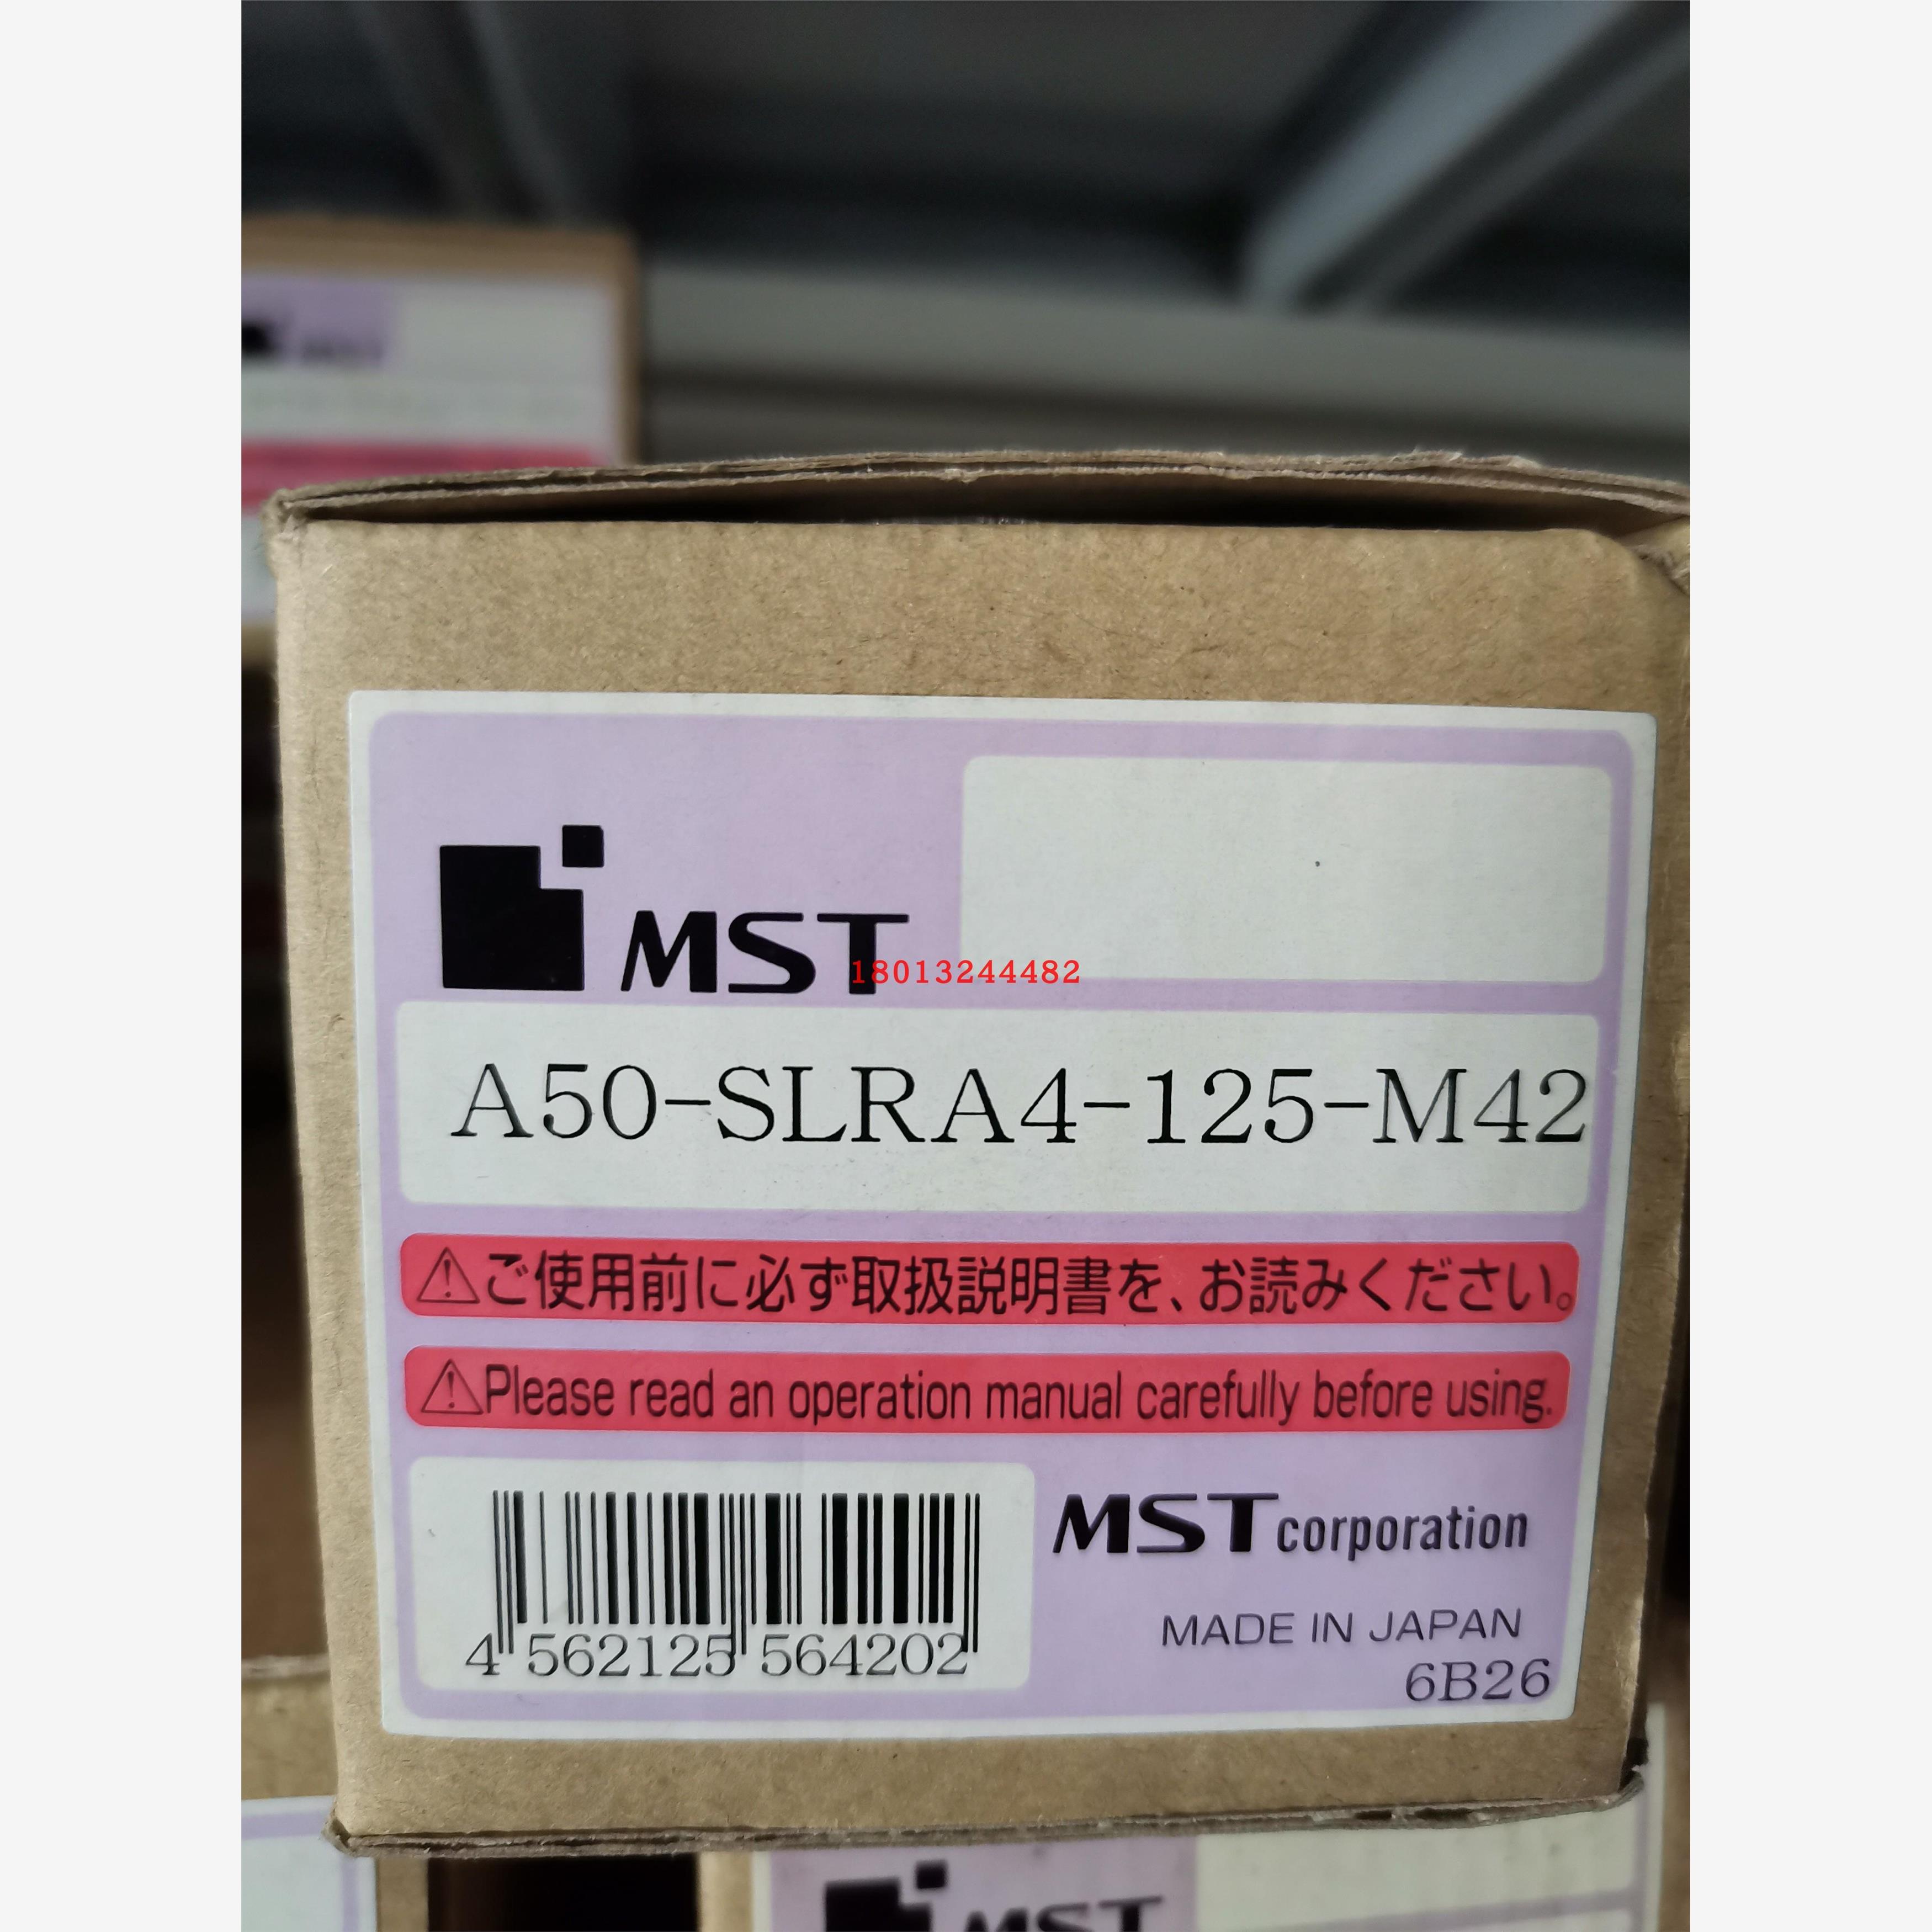 MST
18013244482
A50-SLRA4-125-M42
ご使用前に必ず取扱説明書を、お読みください。
Please read an operation manual carefully before using.
4 562125 564202
MST corporation
MADE IN JAPAN
6B26
MST